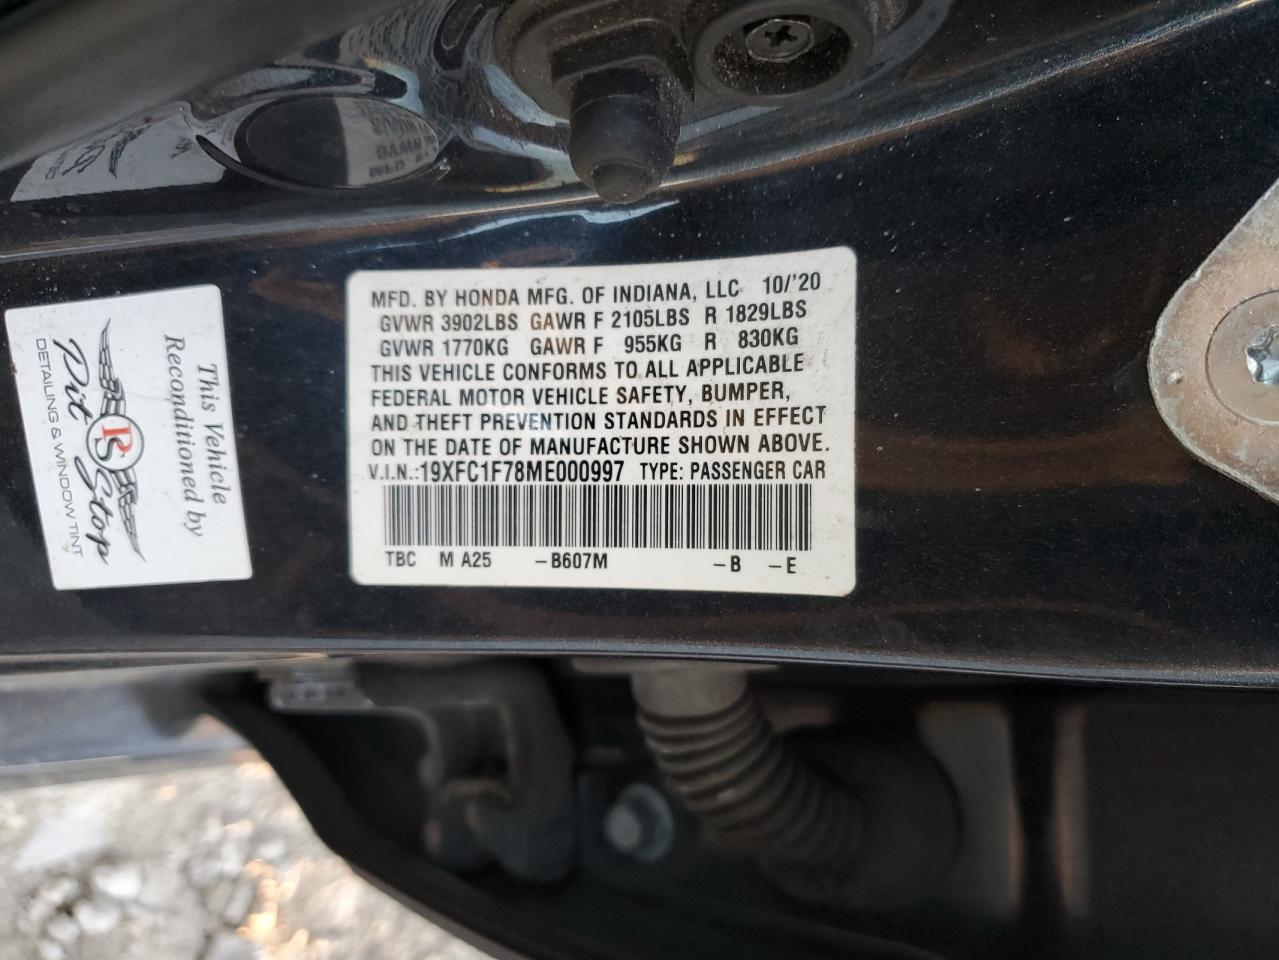 MFD. BY HONDA MFG. OF INDIANA, LLC 10/'20
GVWR 3902LBS GAWR F 2105LBS R 1829LBS
GVWR 1770KG GAWR F 955KG R 830KG
THIS VEHICLE CONFORMS TO ALL APPLICABLE
FEDERAL MOTOR VEHICLE SAFETY, BUMPER,
AND THEFT PREVENTION STANDARDS IN EFFECT
ON THE DATE OF MANUFACTURE SHOWN ABOVE.
V.I.N.:19XFC1F78ME000997 TYPE: PASSENGER CAR
TBC M A25 -B607M -B -E
This Vehicle
Reconditioned by
PS
Pit Stop
DETAILING & WINDOW TINT